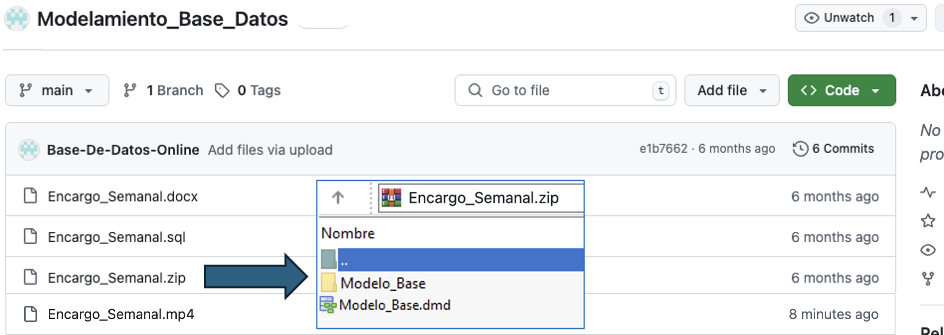 Modelamiento_Base_Datos
Unwatch 1
main 1 Branch 0 Tags Go to file t Add file Code
Base-De-Datos-Online Add files via upload e1b7662 · 6 months ago 6 Commits
Encargo_Semanal.docx 6 months ago
Encargo_Semanal.sql 6 months ago
Encargo_Semanal.zip 6 months ago
Encargo_Semanal.mp4 8 minutes ago
Encargo_Semanal.zip
Nombre
..
Modelo_Base
Modelo_Base.dmd
Abo
No
pro
Rel